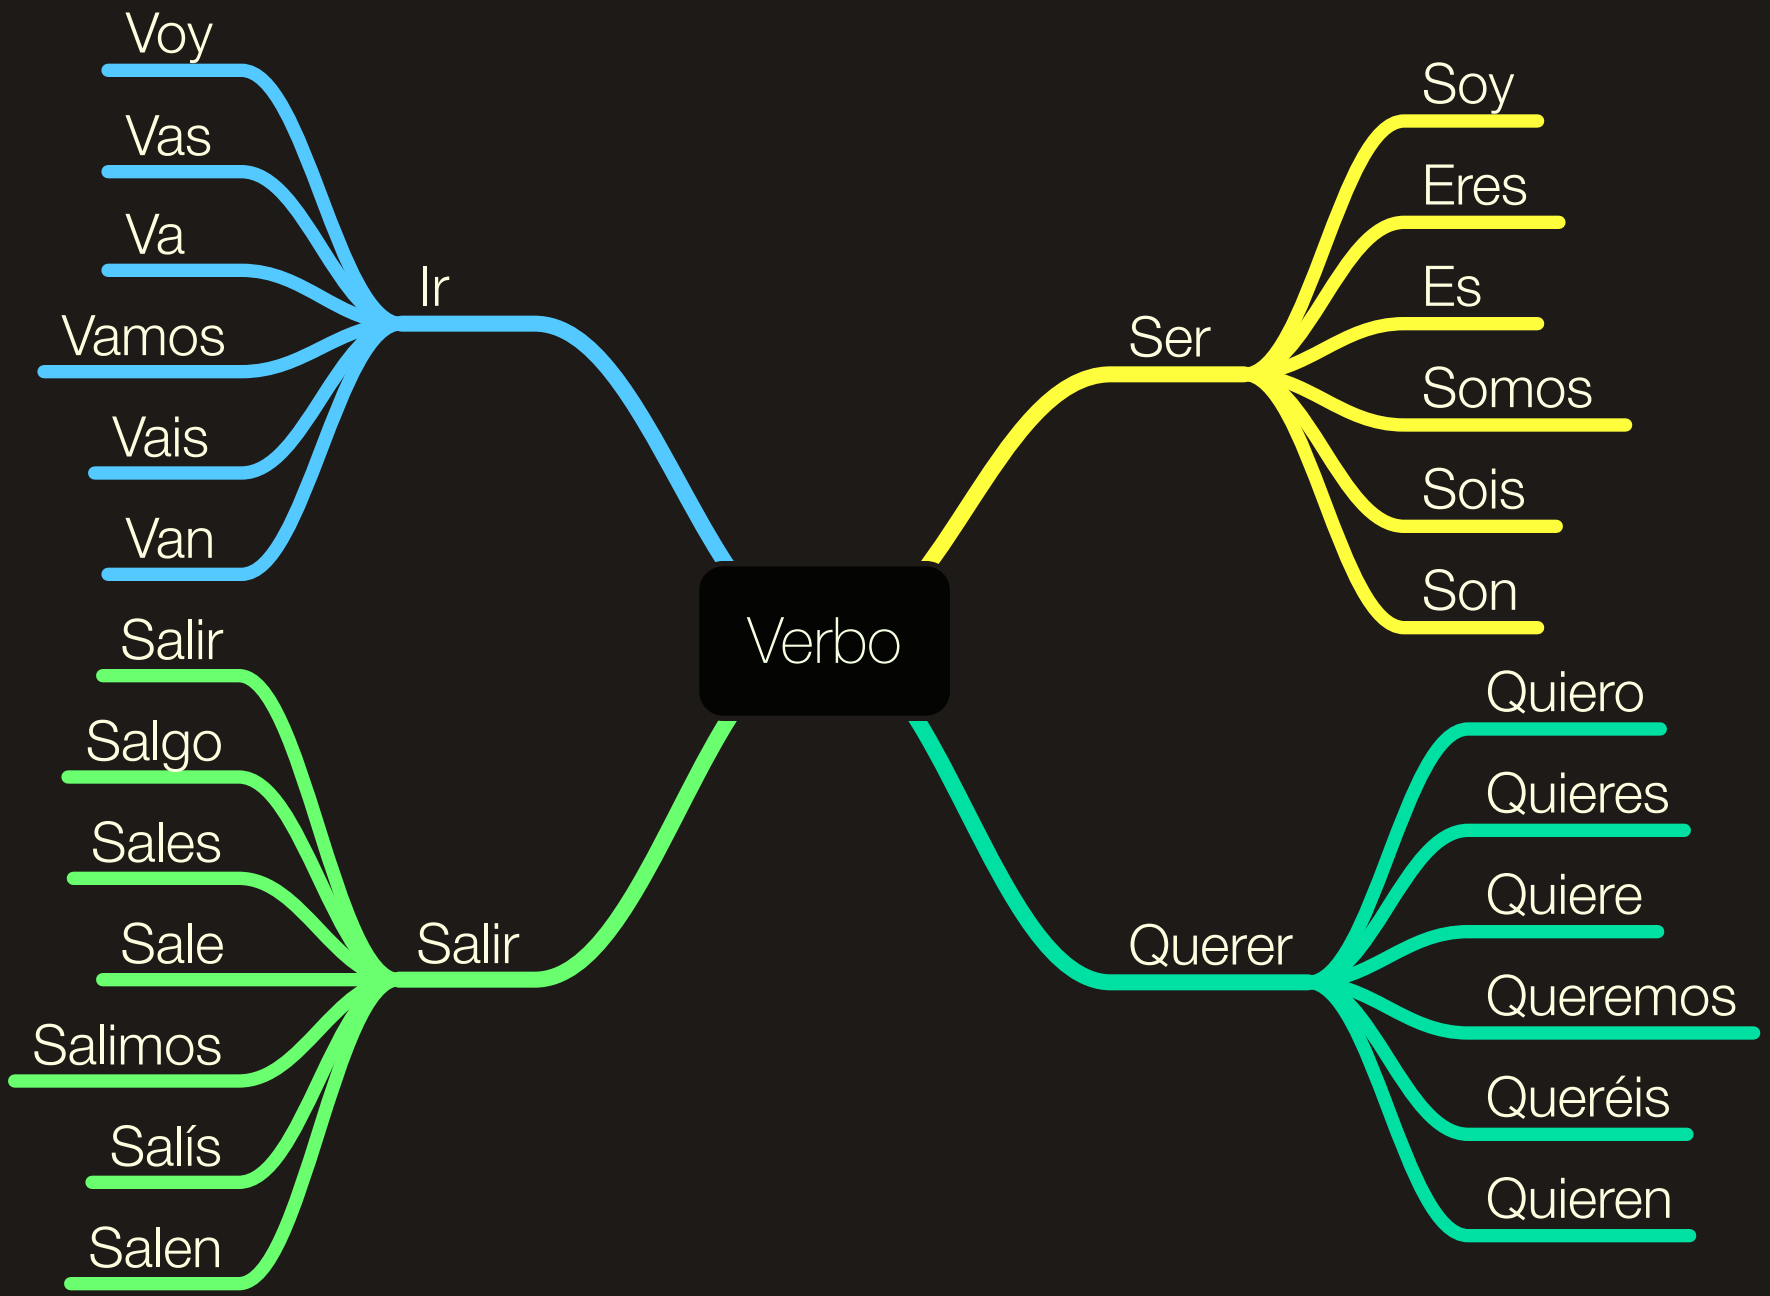 Verbo
Ir
Voy
Vas
Va
Vamos
Vais
Van
Salir
Salir
Salgo
Sales
Sale
Salimos
Salís
Salen
Ser
Soy
Eres
Es
Somos
Sois
Son
Querer
Quiero
Quieres
Quiere
Queremos
Queréis
Quieren